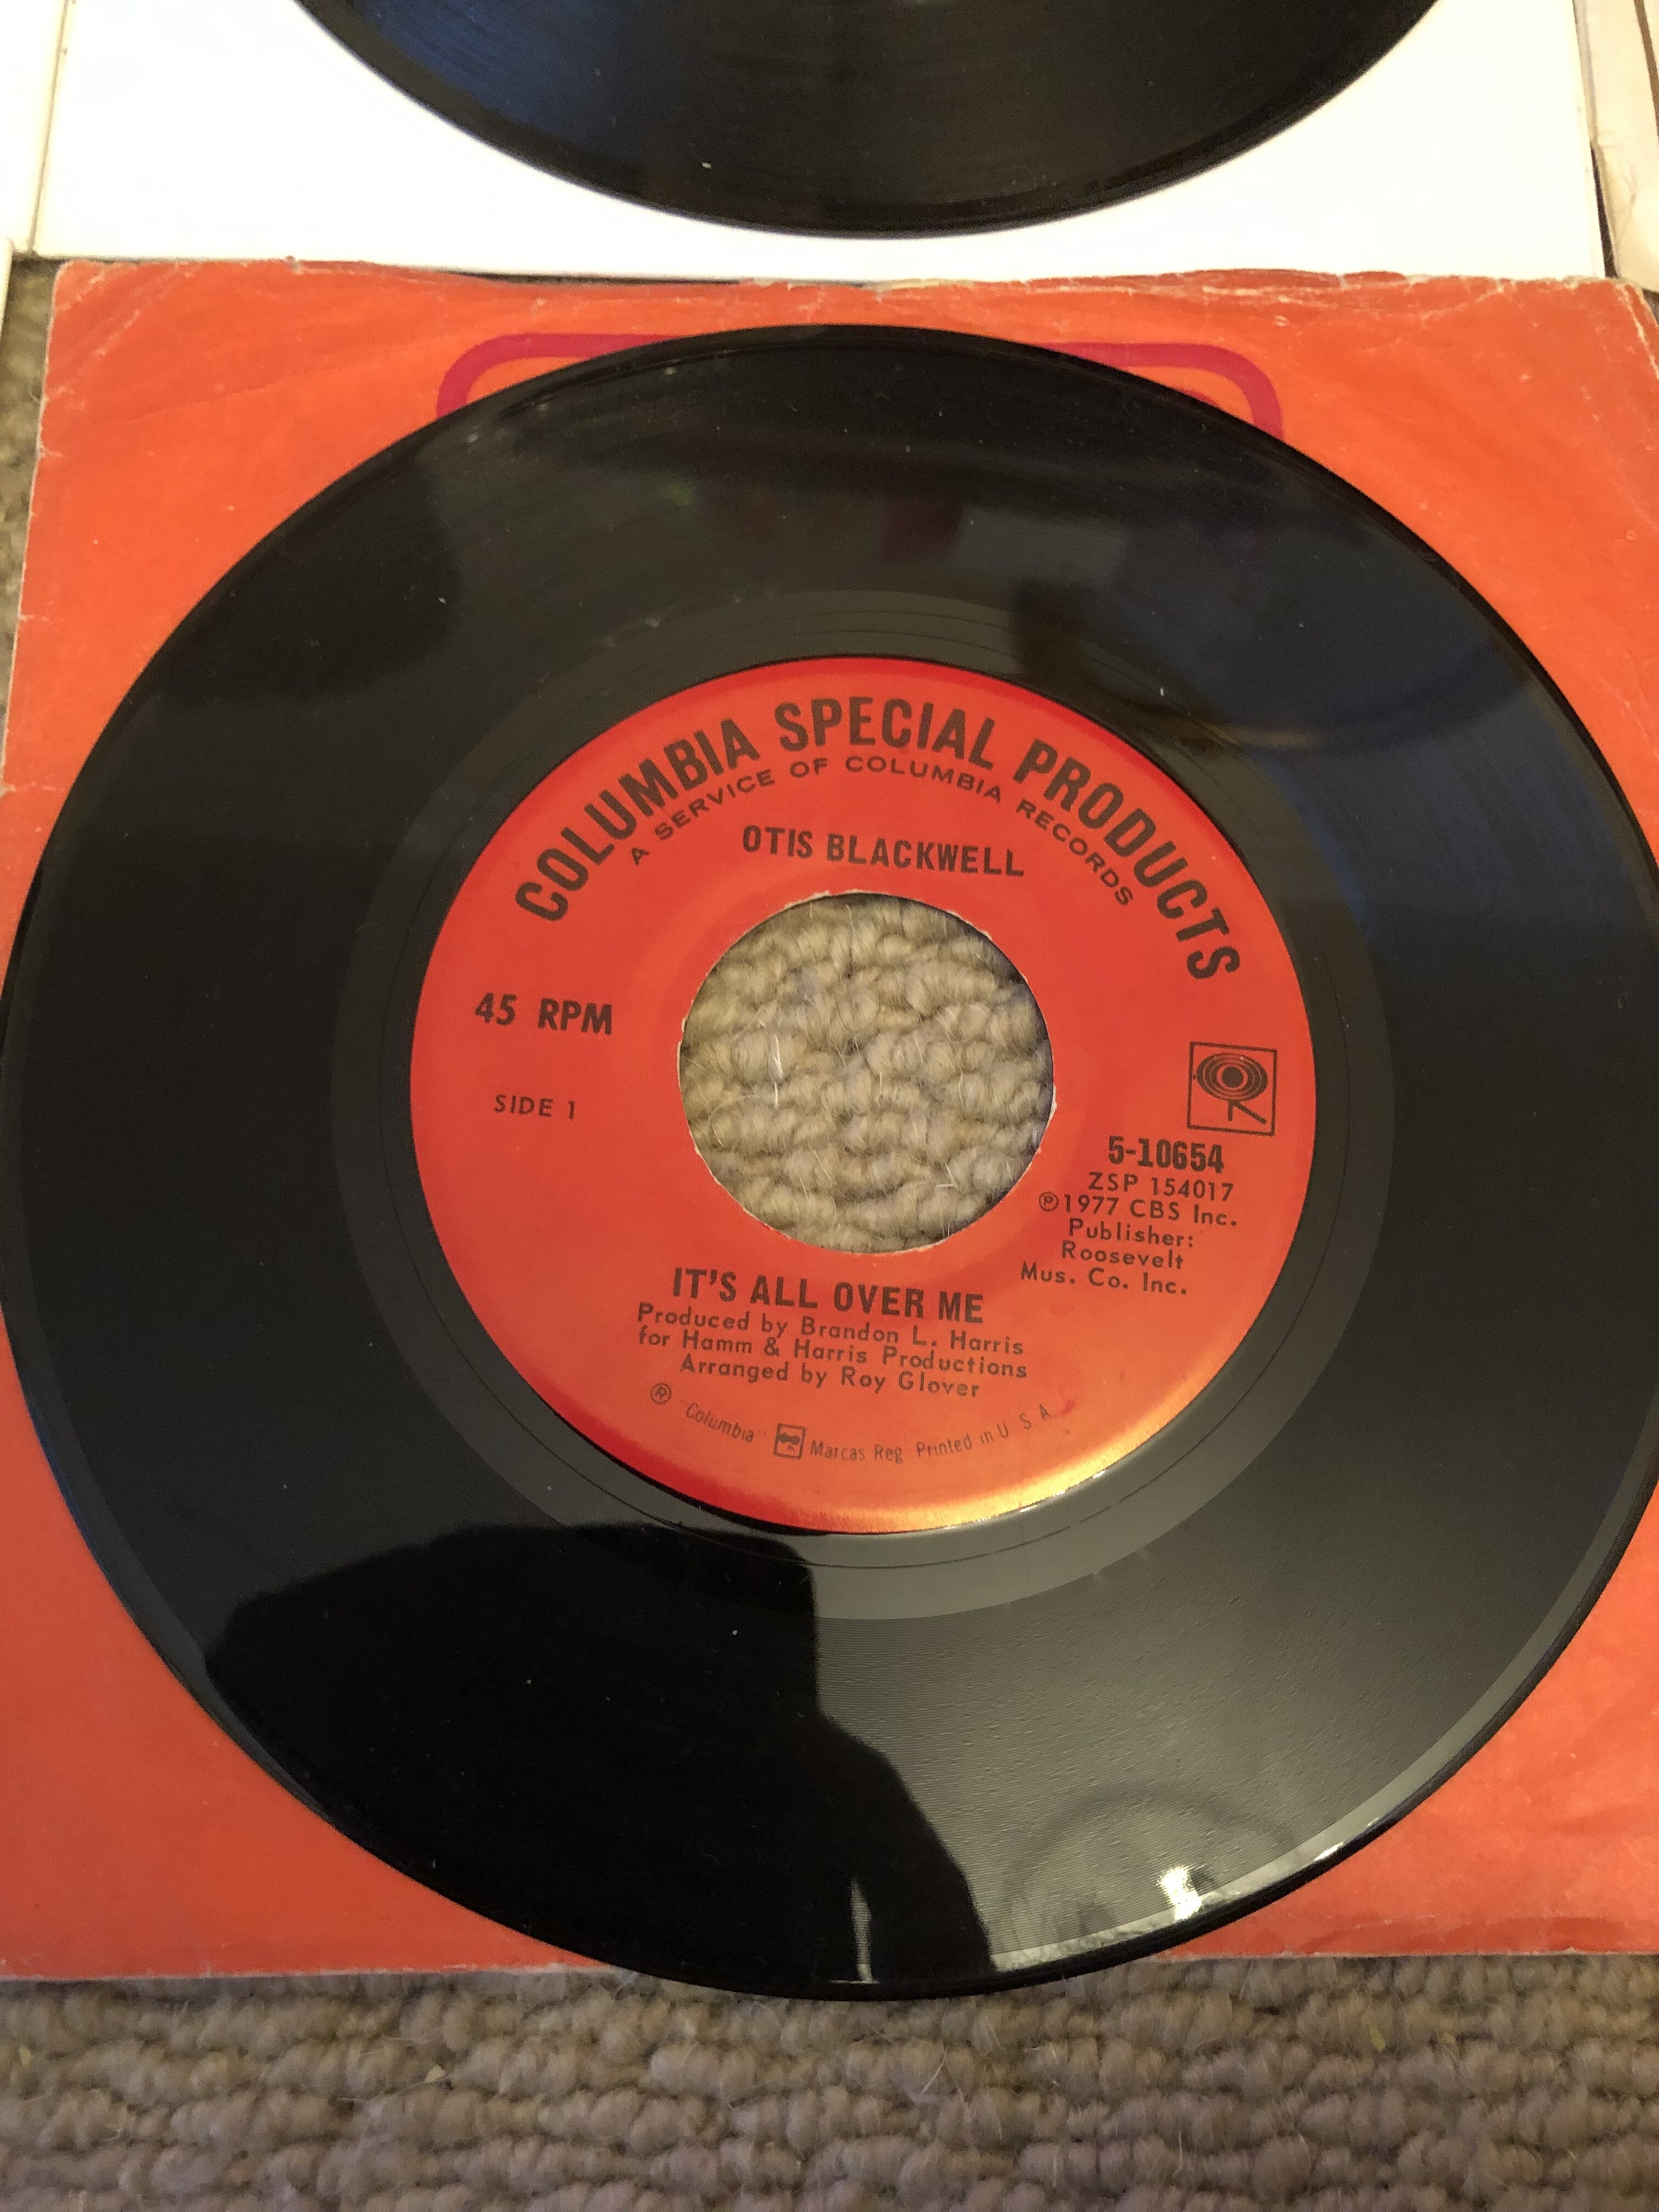 COLUMBIA SPECIAL PRODUCTS
A SERVICE OF COLUMBIA RECORDS
OTIS BLACKWELL
45 RPM
SIDE 1
5-10654
ZSP 154017
℗1977 CBS Inc.
Publisher:
Roosevelt
Mus. Co. Inc.
IT'S ALL OVER ME
Produced by Brandon L. Harris
for Hamm & Harris Productions
Arranged by Roy Glover
® "Columbia" Marcas Reg. Printed in U S A